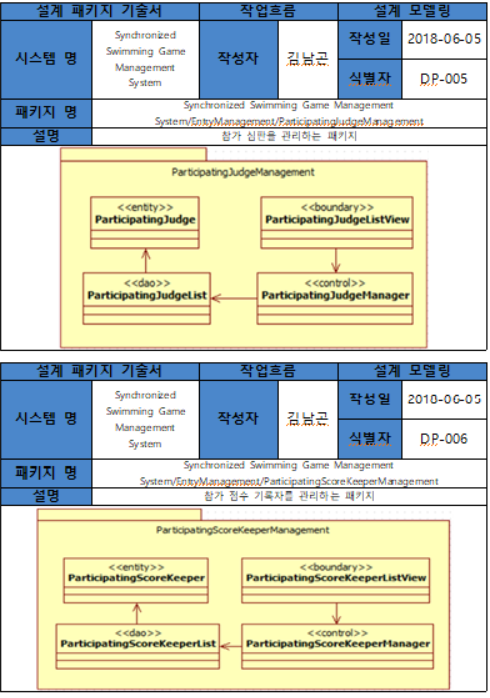 설계 패키지 기술서 작업흐름 설계 모델링
시스템 명
Synchronized
Swimming Game
Management
System
작성자
김남곤
작성일
2018-06-05
식별자
DP-005
패키지 명
Synchronized Swimming Game Management
System/EntryManagement/ParticipatingJudgeManagement
설명
참가 심판을 관리하는 패키지
ParticipatingJudgeManagement
<<entity>>
ParticipatingJudge
<<boundary>>
ParticipatingJudgeListView
<<dao>>
ParticipatingJudgeList
<<control>>
ParticipatingJudgeManager
설계 패키지 기술서 작업흐름 설계 모델링
시스템 명
Synchronized
Swimming Game
Management
System
작성자
김남곤
작성일
2018-06-05
식별자
DP-006
패키지 명
Synchronized Swimming Game Management
System/EntryManagement/ParticipatingScoreKeeperManagement
설명
참가 점수 기록자를 관리하는 패키지
ParticipatingScoreKeeperManagement
<<entity>>
ParticipatingScoreKeeper
<<boundary>>
ParticipatingScoreKeeperListView
<<dao>>
ParticipatingScoreKeeperList
<<control>>
ParticipatingScoreKeeperManager